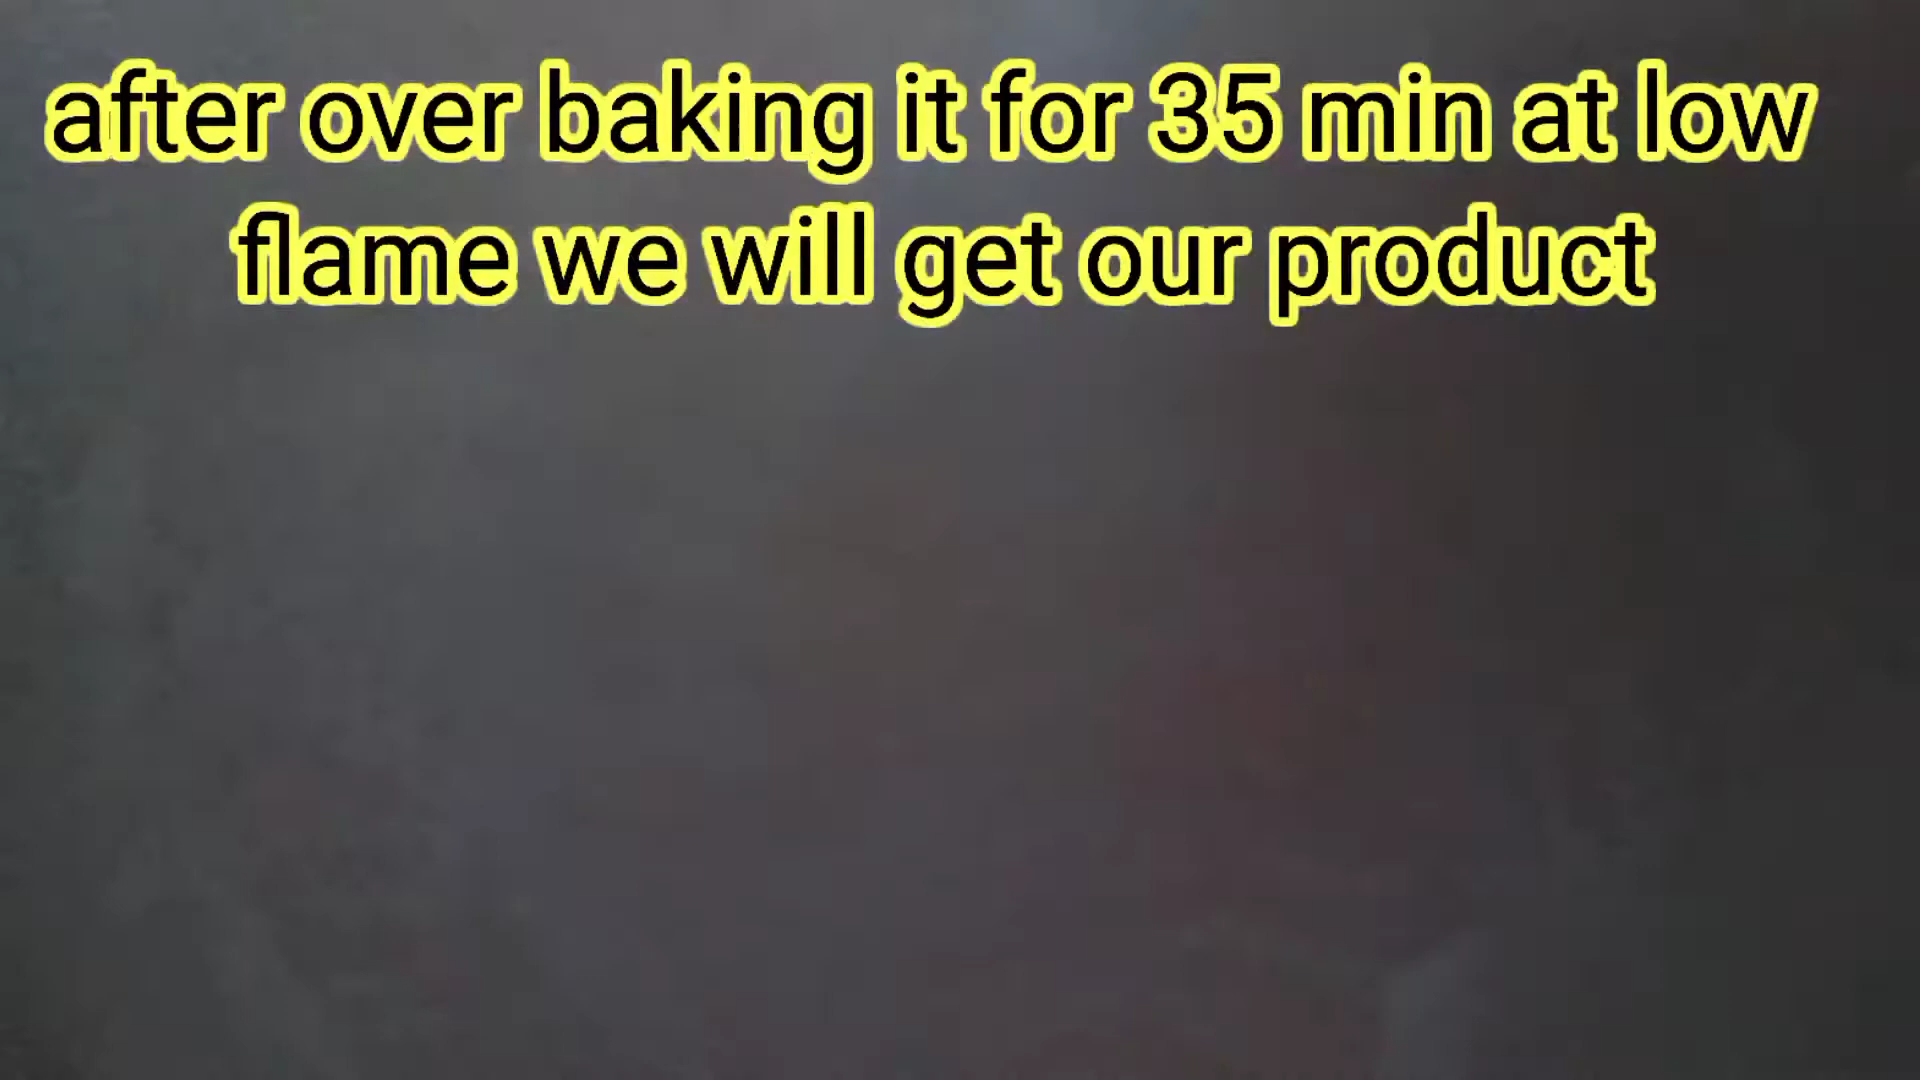 after over baking it for 35 min at low
flame we will get our product